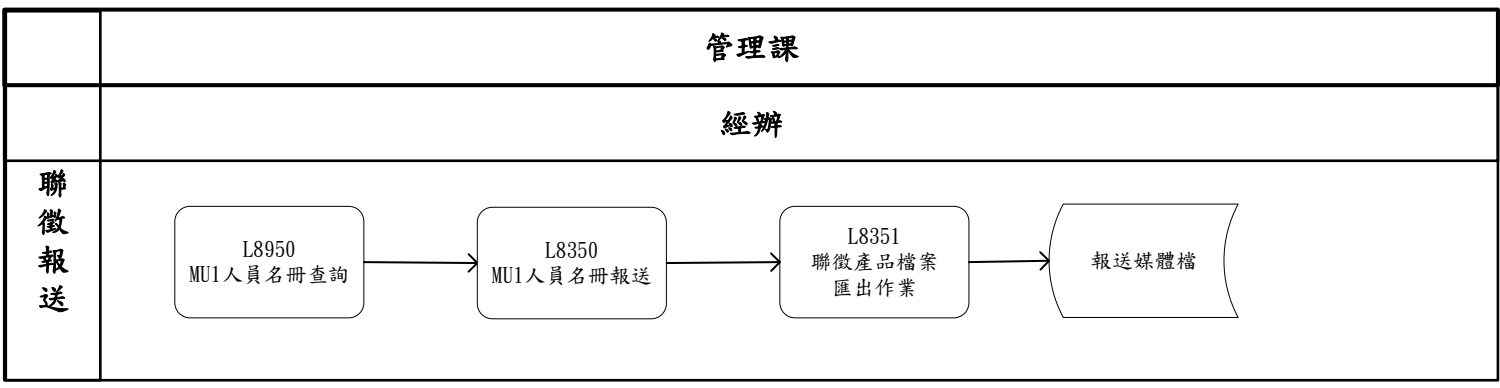 管理課
經辦
聯
徵
報
送
L8950
MU1人員名冊查詢
L8350
MU1人員名冊報送
L8351
聯徵產品檔案
匯出作業
報送媒體檔